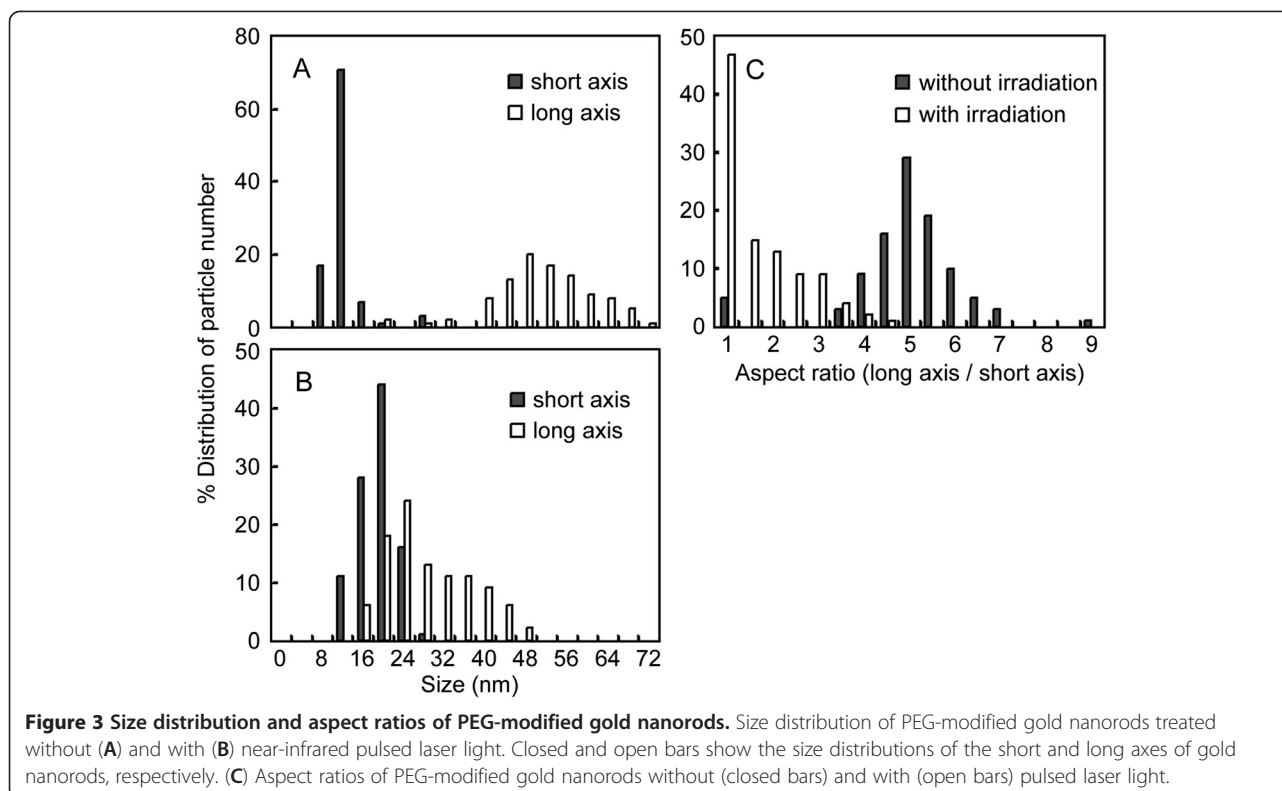 % Distribution of particle number
80
60
40
20
0
A
short axis
long axis
50
40
30
20
10
0
B
short axis
long axis
0 8 16 24 32 40 48 56 64 72
Size (nm)
50
40
30
20
10
0
C
without irradiation
with irradiation
1 2 3 4 5 6 7 8 9
Aspect ratio (long axis / short axis)
Figure 3 Size distribution and aspect ratios of PEG-modified gold nanorods. Size distribution of PEG-modified gold nanorods treated
without (A) and with (B) near-infrared pulsed laser light. Closed and open bars show the size distributions of the short and long axes of gold
nanorods, respectively. (C) Aspect ratios of PEG-modified gold nanorods without (closed bars) and with (open bars) pulsed laser light.